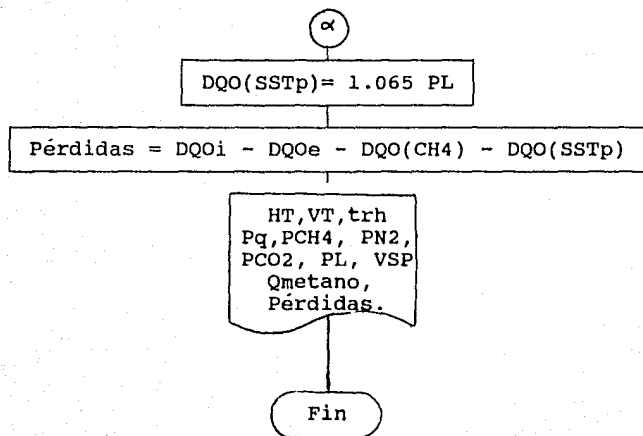 α
DQO(SSTp)= 1.065 PL
Pérdidas = DQOi - DQOe - DQO(CH4) - DQO(SSTp)
HT,VT,trh
Pq,PCH4, PN2,
PCO2, PL, VSP
Qmetano,
Pérdidas.
Fin